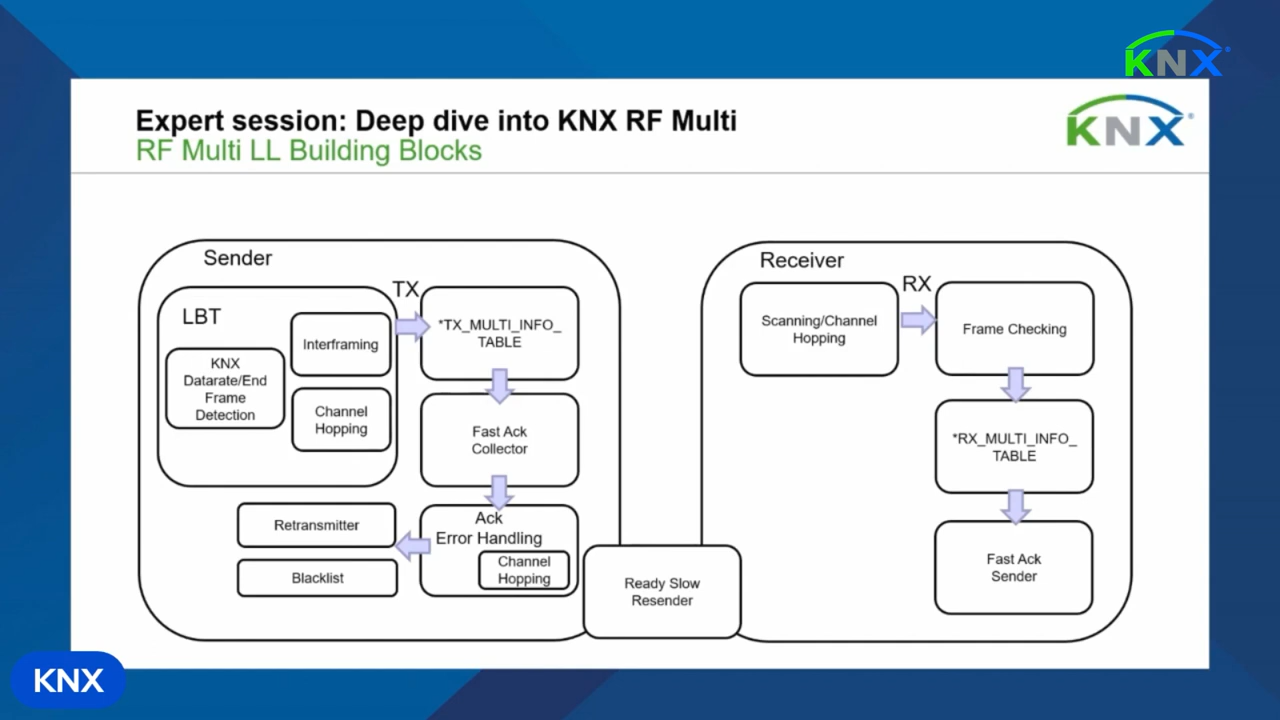 KNX
Expert session: Deep dive into KNX RF Multi
RF Multi LL Building Blocks
KNX
Sender
LBT
KNX
Datarate/End
Frame
Detection
Interframing
Channel
Hopping
TX
*TX_MULTI_INFO_
TABLE
Fast Ack
Collector
Ack
Error Handling
Channel
Hopping
Retransmitter
Blacklist
Ready Slow
Resender
Receiver
Scanning/Channel
Hopping
RX
Frame Checking
*RX_MULTI_INFO_
TABLE
Fast Ack
Sender
KNX